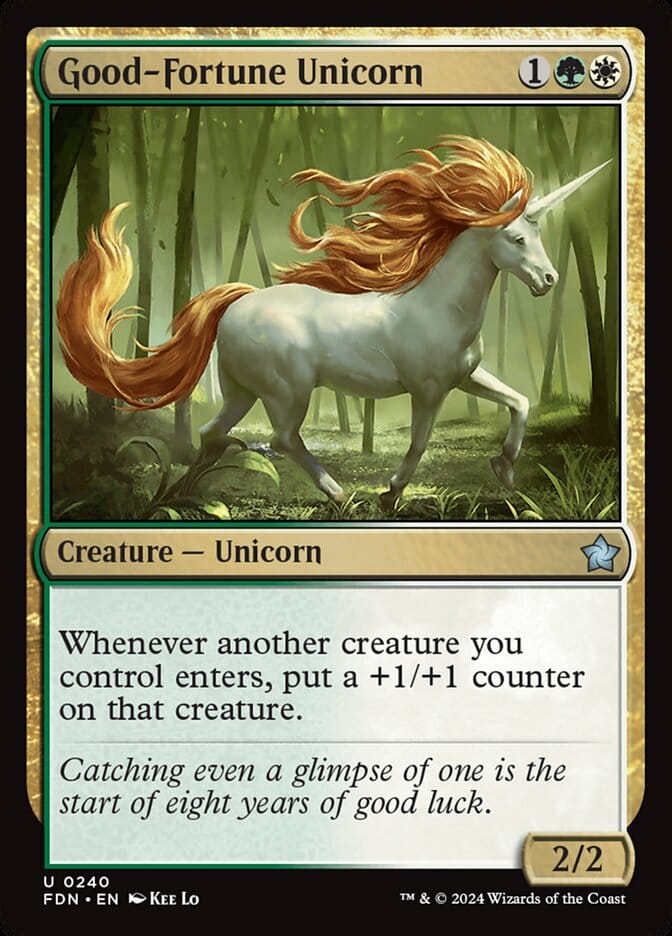 Good-Fortune Unicorn 1
Creature — Unicorn
Whenever another creature you
control enters, put a +1/+1 counter
on that creature.
Catching even a glimpse of one is the
start of eight years of good luck.
2/2
U 0240
FDN • EN Kee Lo
™ & © 2024 Wizards of the Coast